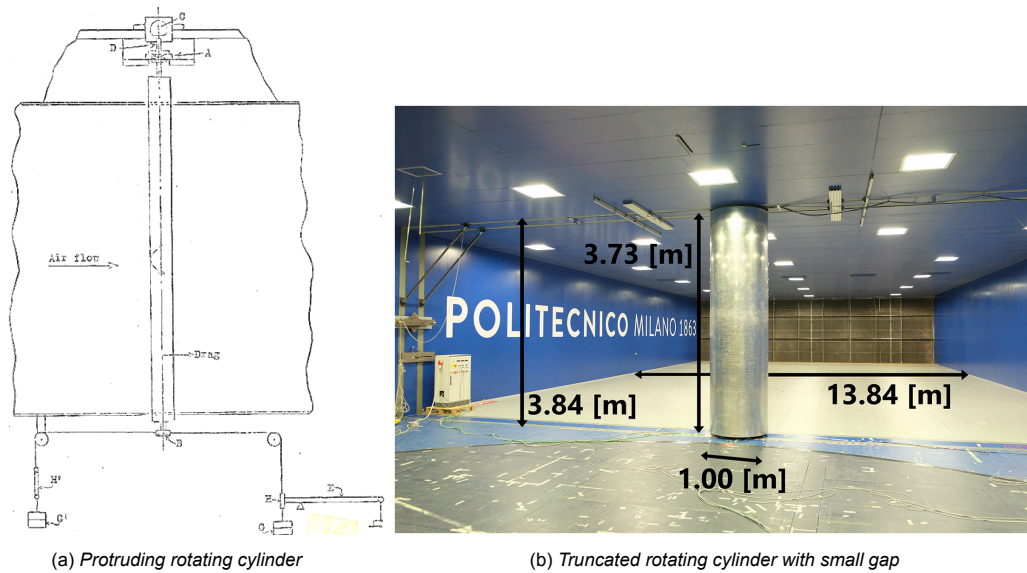 C
D
A
Air flow
Drag
B
H'
G'
E
H
G
(a) Protruding rotating cylinder
POLITECNICO MILANO 1863
3.73 [m]
3.84 [m]
13.84 [m]
1.00 [m]
(b) Truncated rotating cylinder with small gap